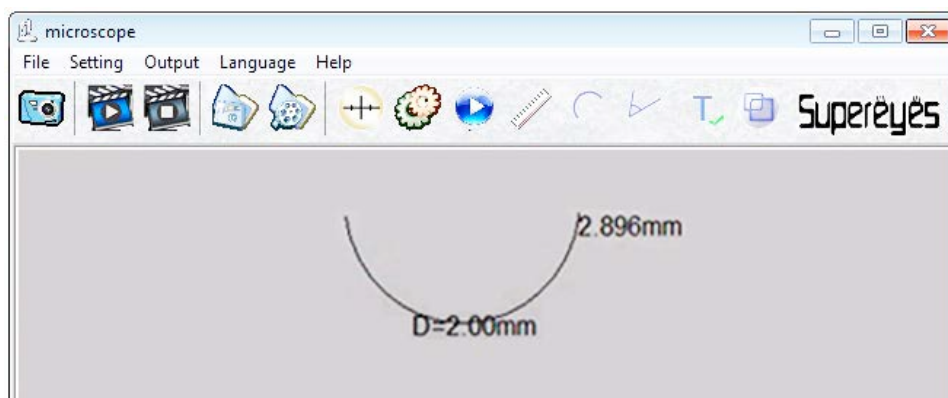 microscope
File Setting Output Language Help
T Supereyes
2.896mm
D=2.00mm